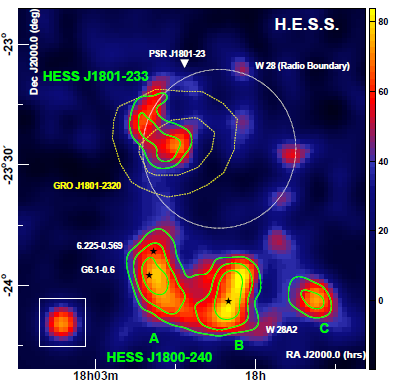 H.E.S.S.
PSR J1801-23
W 28 (Radio Boundary)
HESS J1801-233
GRO J1801-2320
6.225-0.569
G6.1-0.6
W 28A2
A
B
C
HESS J1800-240
RA J2000.0 (hrs)
Dec J2000.0 (deg)
-23°
-23°30
-24°
18h03m
18h
80
60
40
20
0